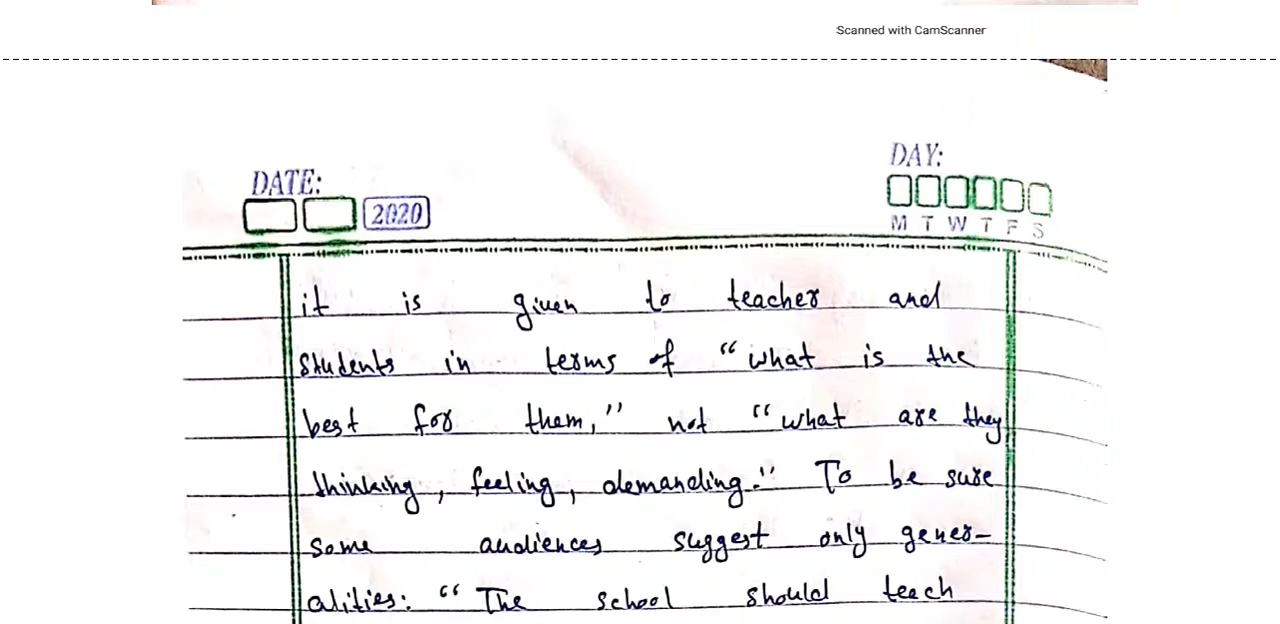 Scanned with CamScanner
DATE:
2020
DAY:
M T W T F S
it is given to teacher and
students in terms of “what is the
best for them,” not “what are they
thinking, feeling, demanding.” To be sure
some audiences suggest only gener-
alities: “The school should teach